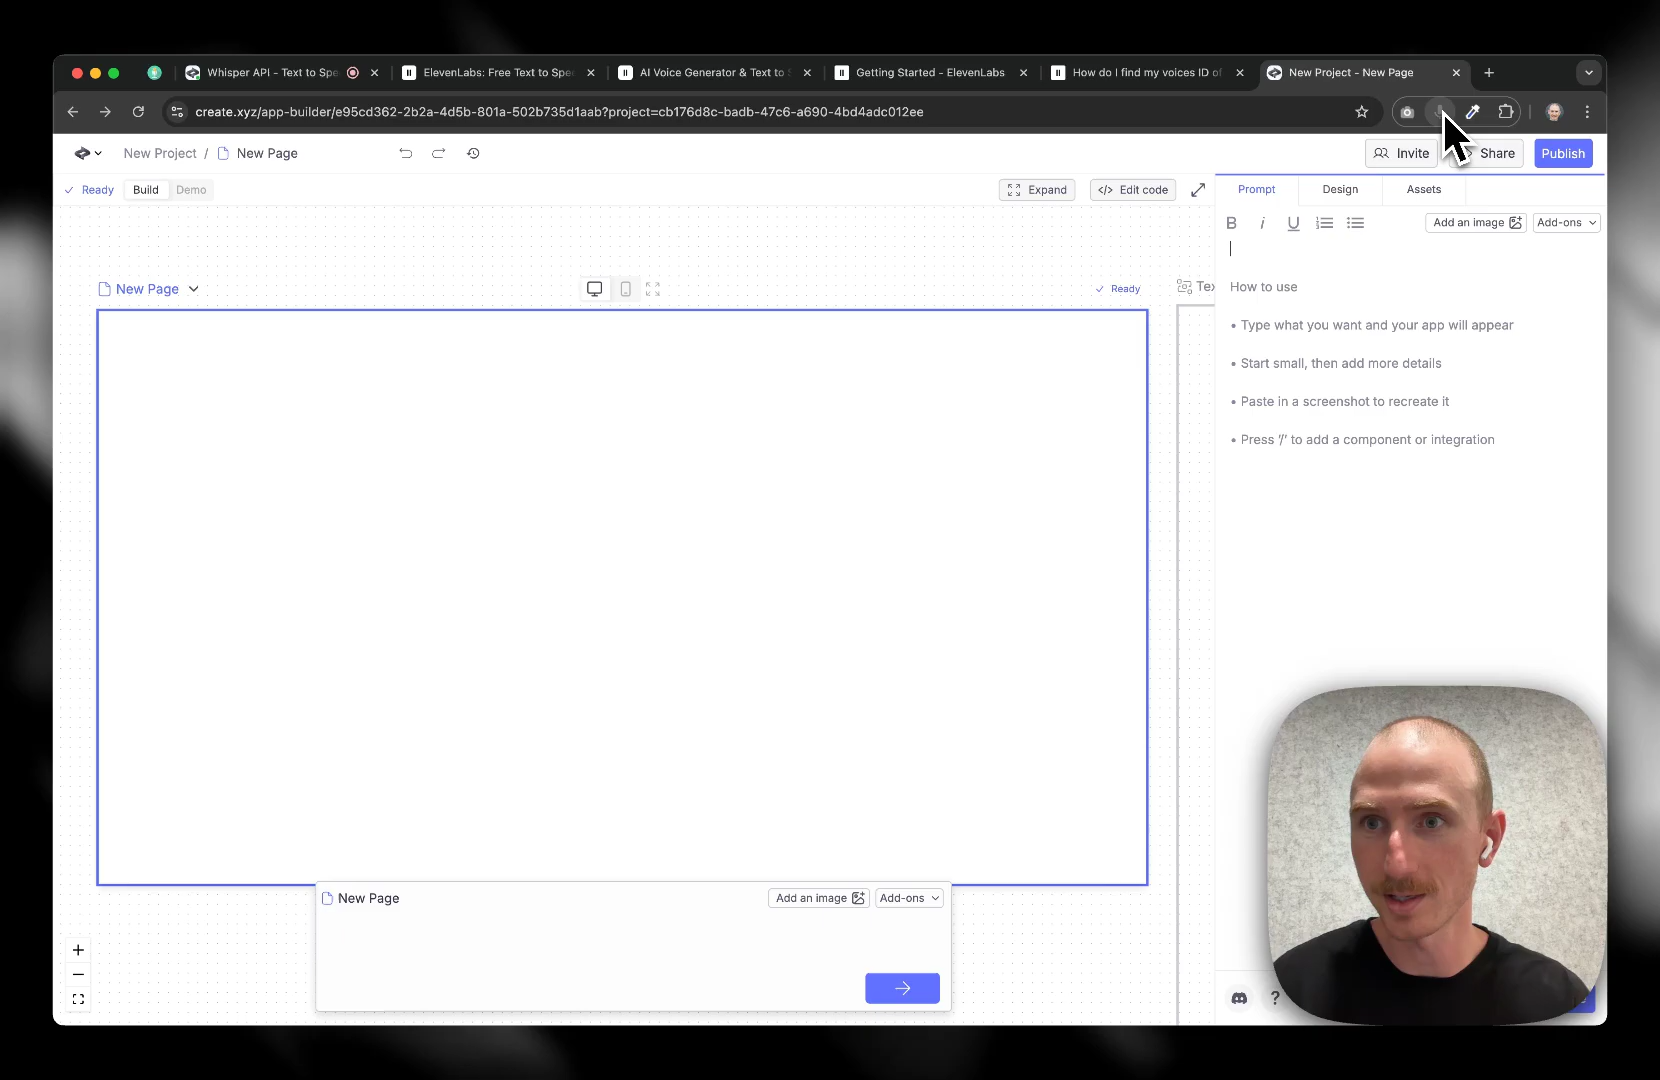 Whisper API - Text to Spe
ElevenLabs: Free Text to Spee
AI Voice Generator & Text to S
Getting Started - ElevenLabs
How do I find my voices ID of
New Project - New Page
create.xyz/app-builder/e95cd362-2b2a-4d5b-801a-502b735d1aab?project=cb176d8c-badb-47c6-a690-4bd4adc012ee
New Project / New Page
Invite
Share
Publish
Ready
Build
Demo
Expand
</> Edit code
Prompt
Design
Assets
B i U
Add an image
Add-ons
New Page
Ready
Tex
How to use
• Type what you want and your app will appear
• Start small, then add more details
• Paste in a screenshot to recreate it
• Press '/' to add a component or integration
New Page
Add an image
Add-ons
?